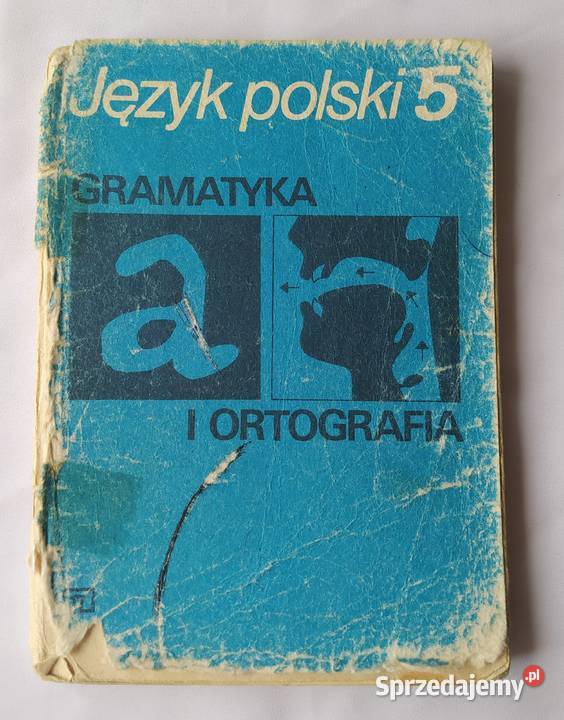 Język polski 5
GRAMATYKA
a
I ORTOGRAFIA
Sprzedajemy.pl